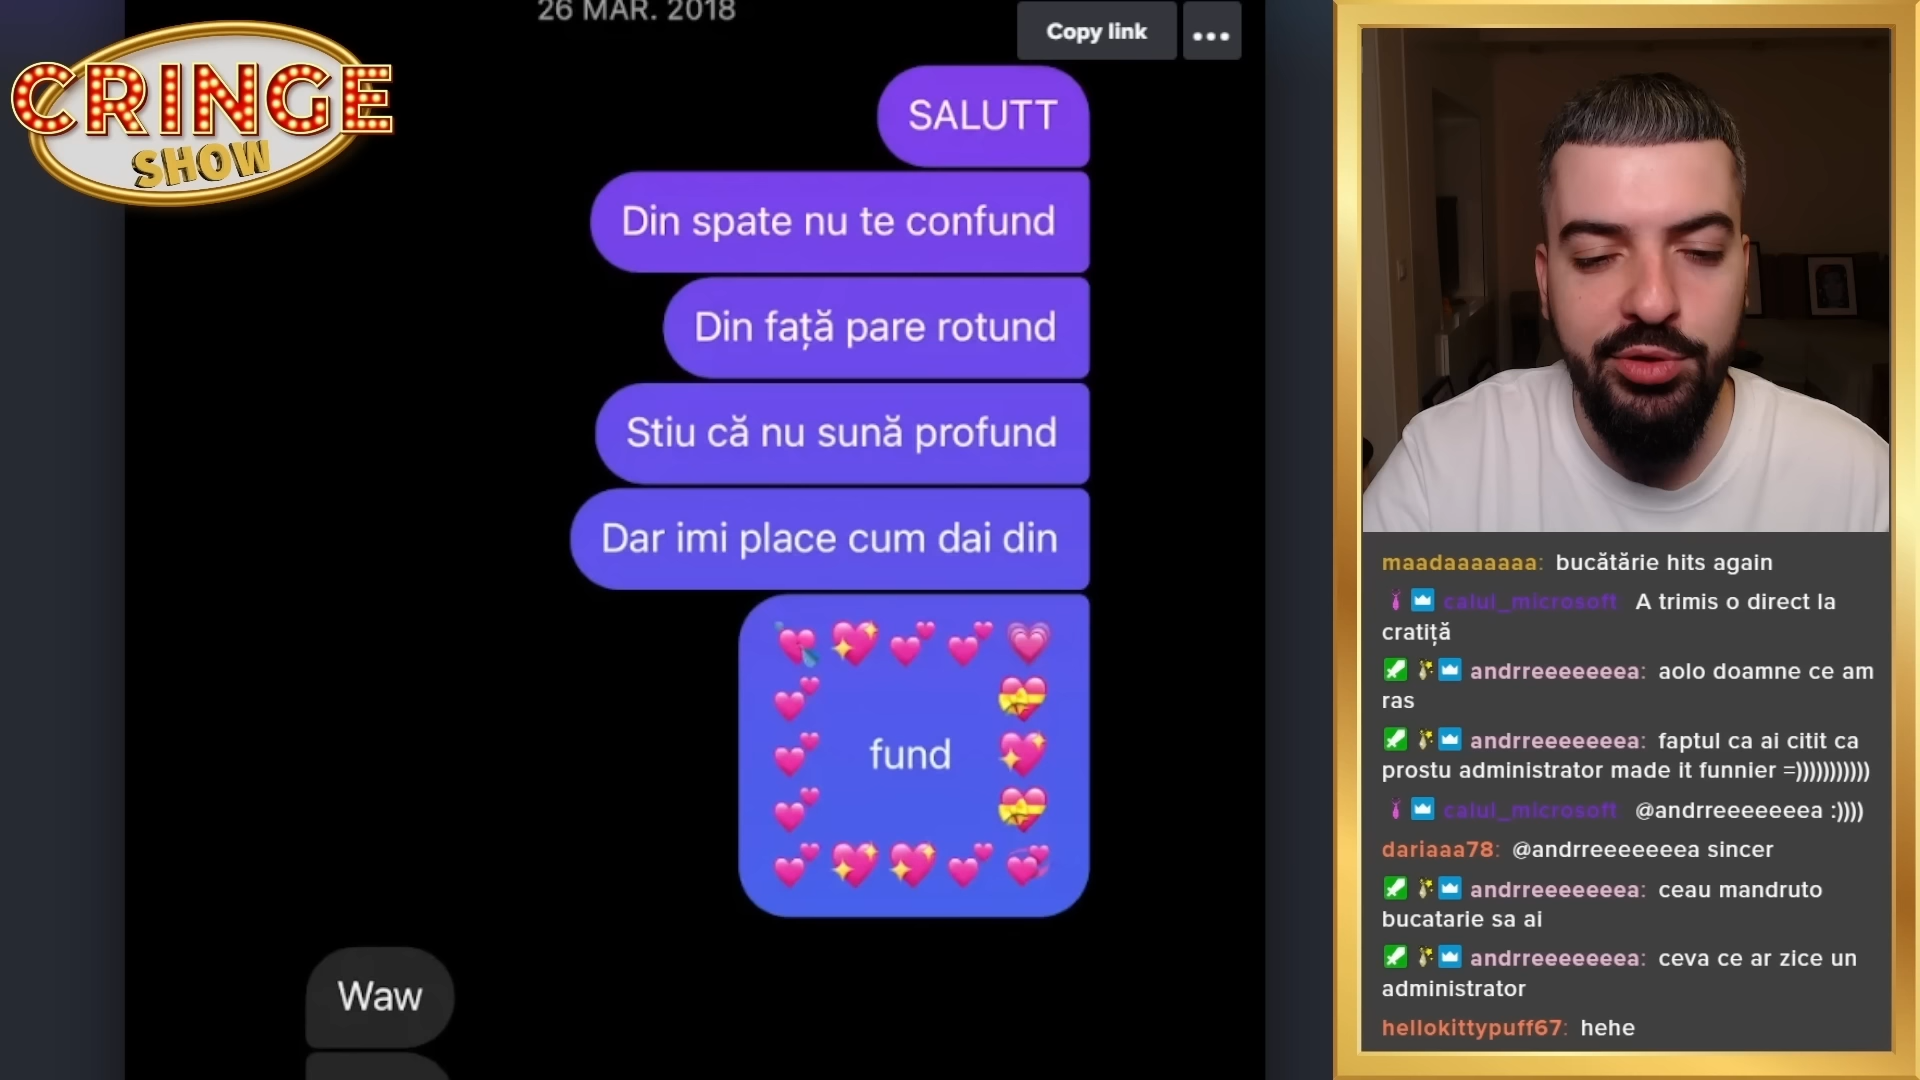 26 MAR. 2018
Copy link
CRINGE
SHOW
SALUTT
Din spate nu te confund
Din față pare rotund
Stiu că nu sună profund
Dar imi place cum dai din
fund
Waw
maadaaaaaaa: bucătărie hits again
calul_microsoft: A trimis o direct la
cratiță
andrreeeeeeea: aolo doamne ce am
ras
andrreeeeeeea: faptul ca ai citit ca
prostu administrator made it funnier =)))))))))))
calul_microsoft: @andrreeeeeeea :))))
dariaaa78: @andrreeeeeeea sincer
andrreeeeeeea: ceau mandruto
bucatarie sa ai
andrreeeeeeea: ceva ce ar zice un
administrator
hellokittypuff67: hehe